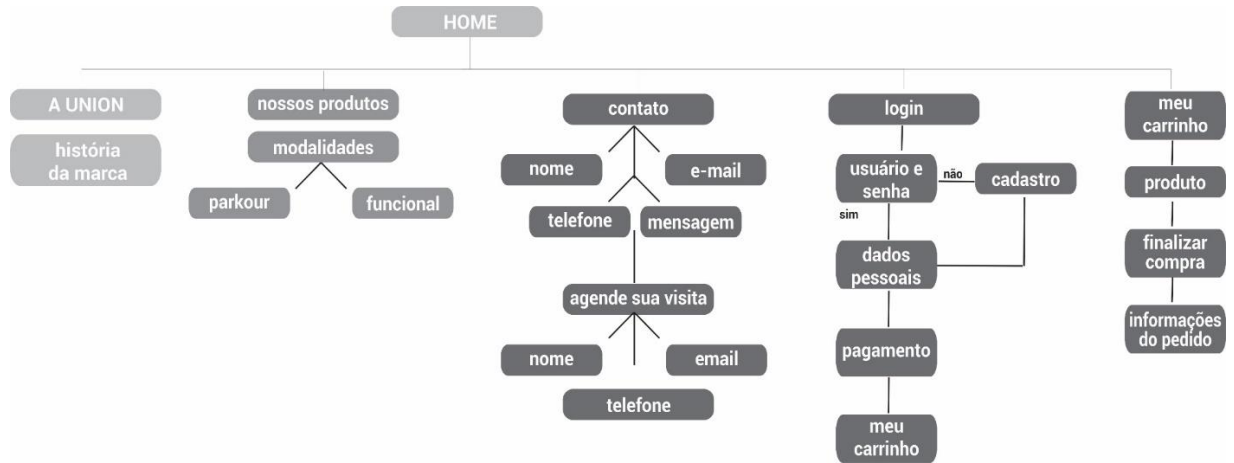 HOME
A UNION
história
da marca
nossos produtos
modalidades
parkour
funcional
contato
nome
e-mail
telefone
mensagem
agende sua visita
nome
email
telefone
login
usuário e
senha
não
cadastro
sim
dados
pessoais
pagamento
meu
carrinho
meu
carrinho
produto
finalizar
compra
informações
do pedido